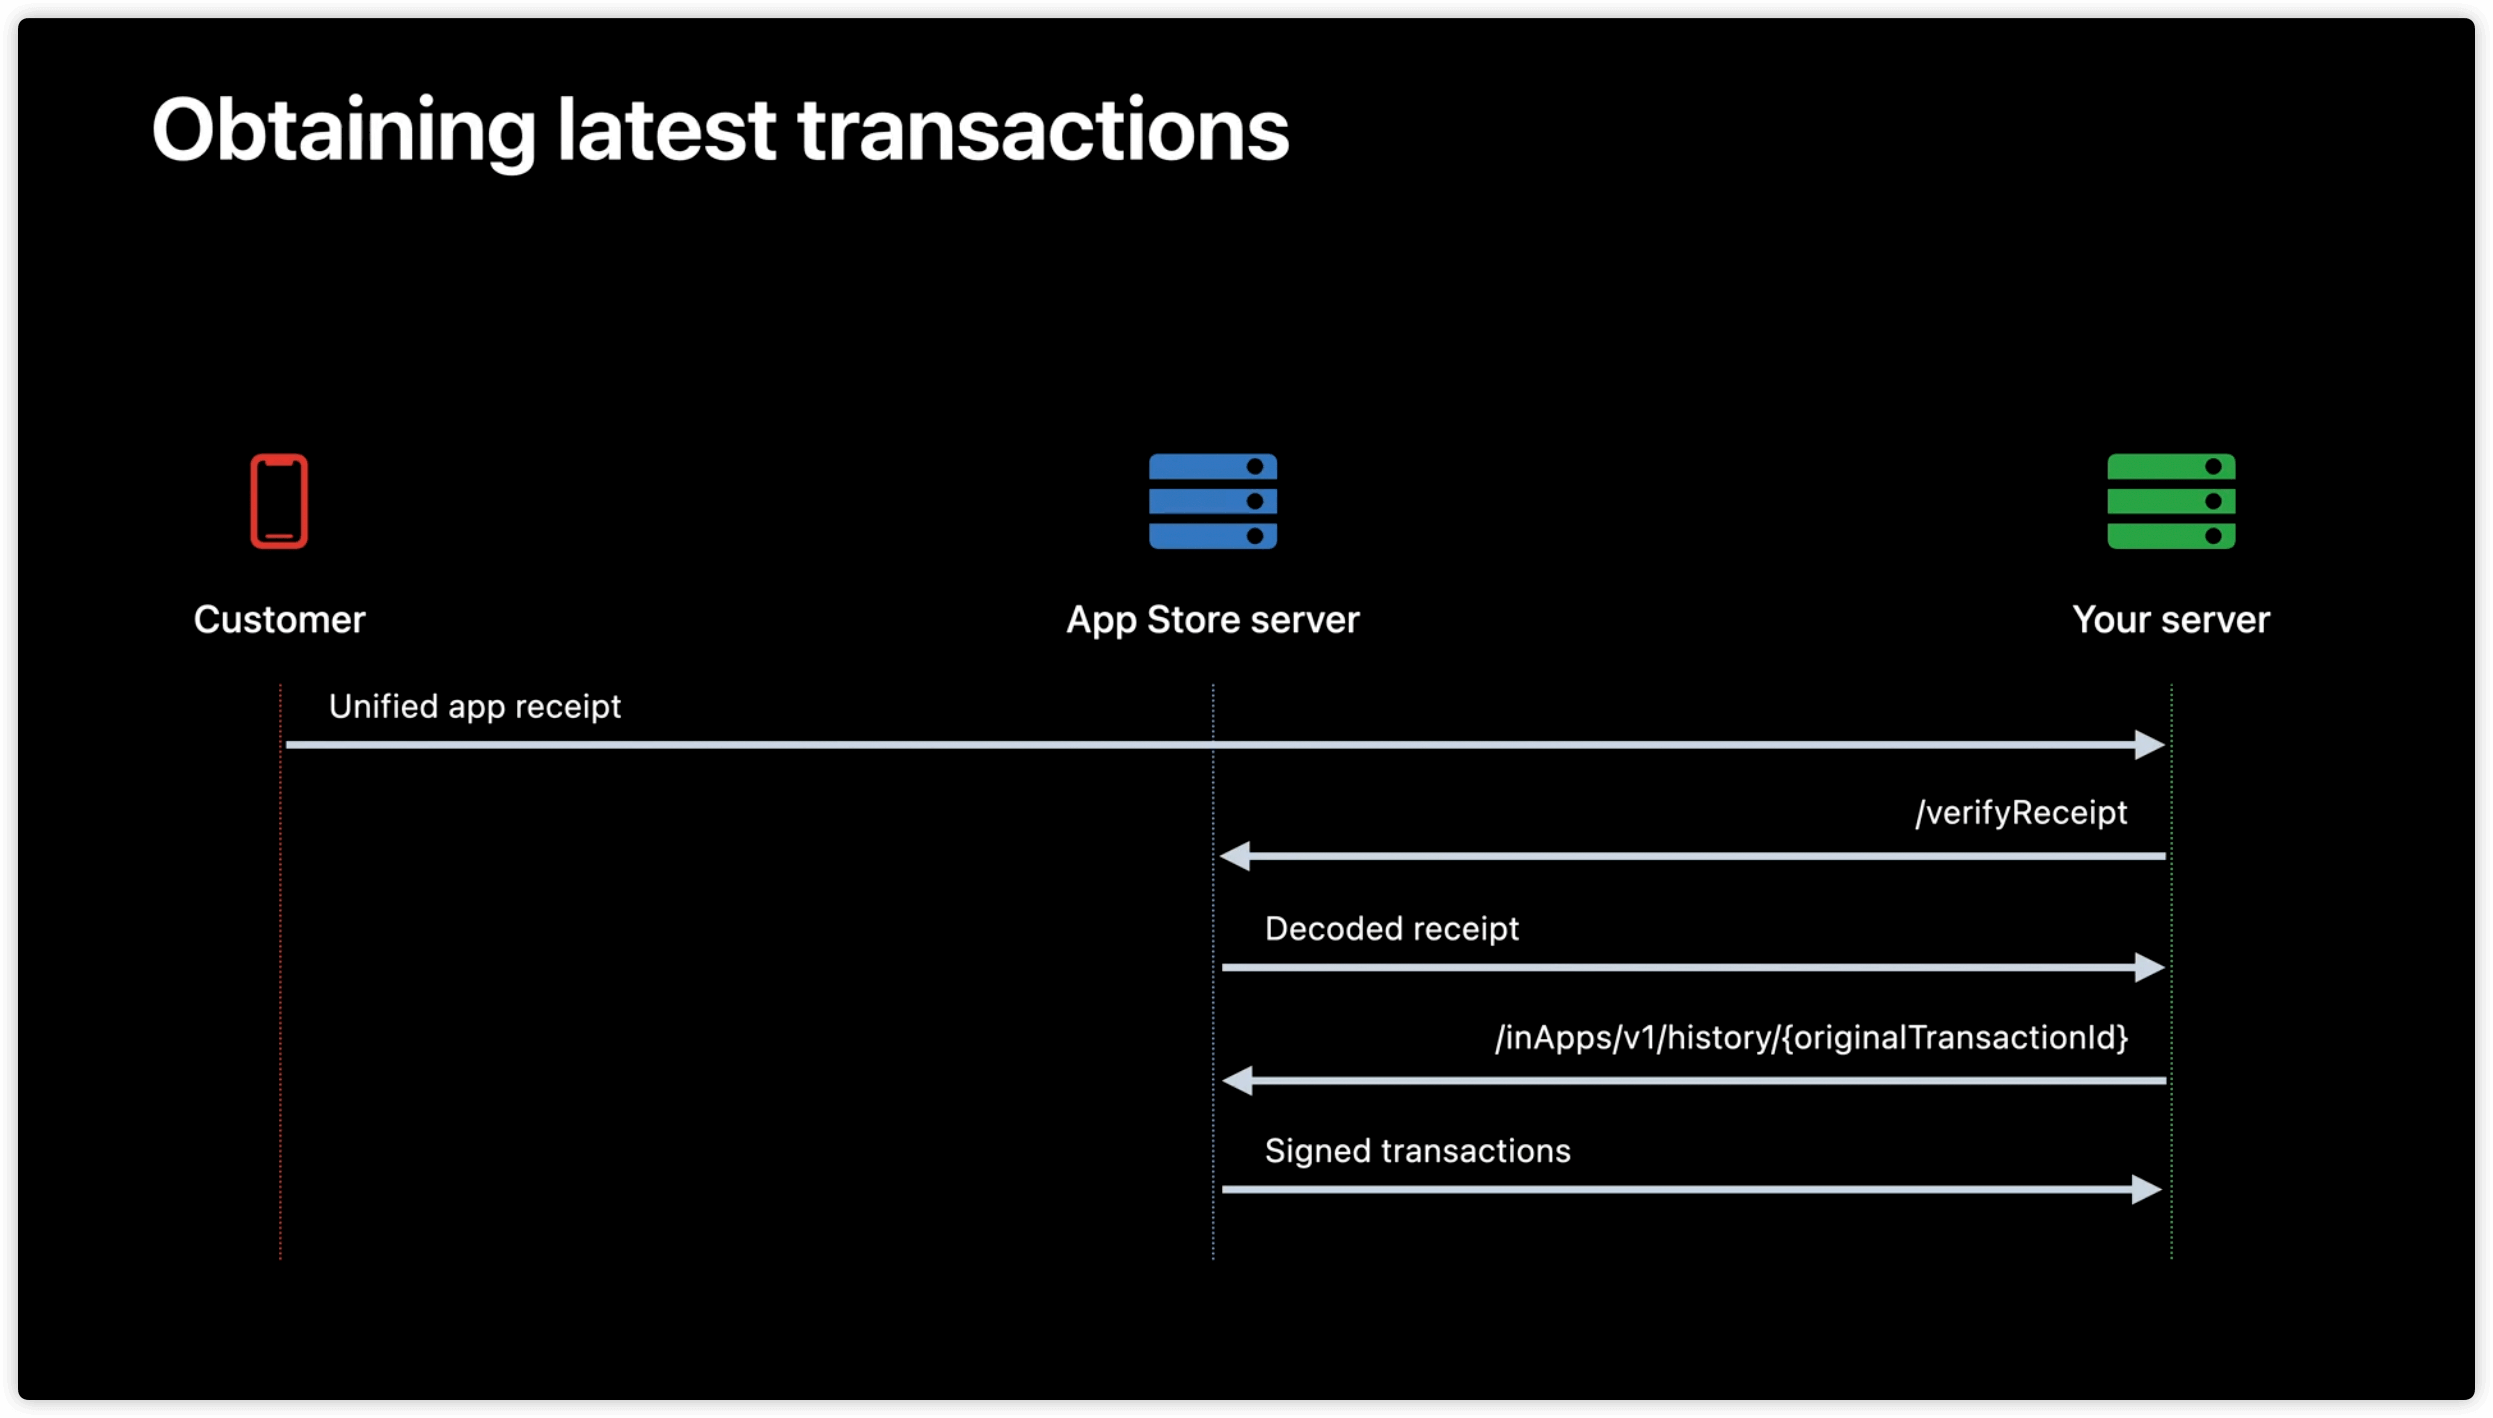 Obtaining latest transactions
Customer
App Store server
Your server
Unified app receipt
/verifyReceipt
Decoded receipt
/inApps/v1/history/{originalTransactionId}
Signed transactions